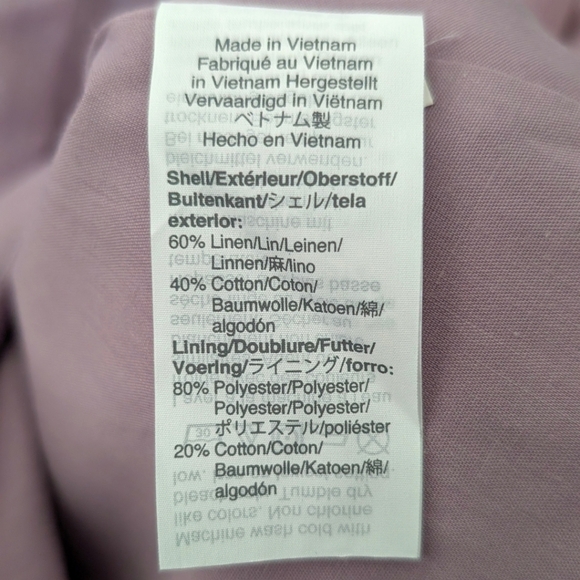 Made in Vietnam
Fabriqué au Vietnam
in Vietnam Hergestellt
Vervaardigd in Viëtnam
ベトナム製
Hecho en Vietnam
Shell/Extérieur/Oberstoff/
Buitenkant/シェル/tela
exterior:
60% Linen/Lin/Leinen/
Linnen/麻/lino
40% Cotton/Coton/
Baumwolle/Katoen/綿/
algodón
Lining/Doublure/Futter/
Voering/ライニング/forro:
80% Polyester/Polyester/
Polyester/Polyester/
ポリエステル/poliéster
20% Cotton/Coton/
Baumwolle/Katoen/綿/
algodón